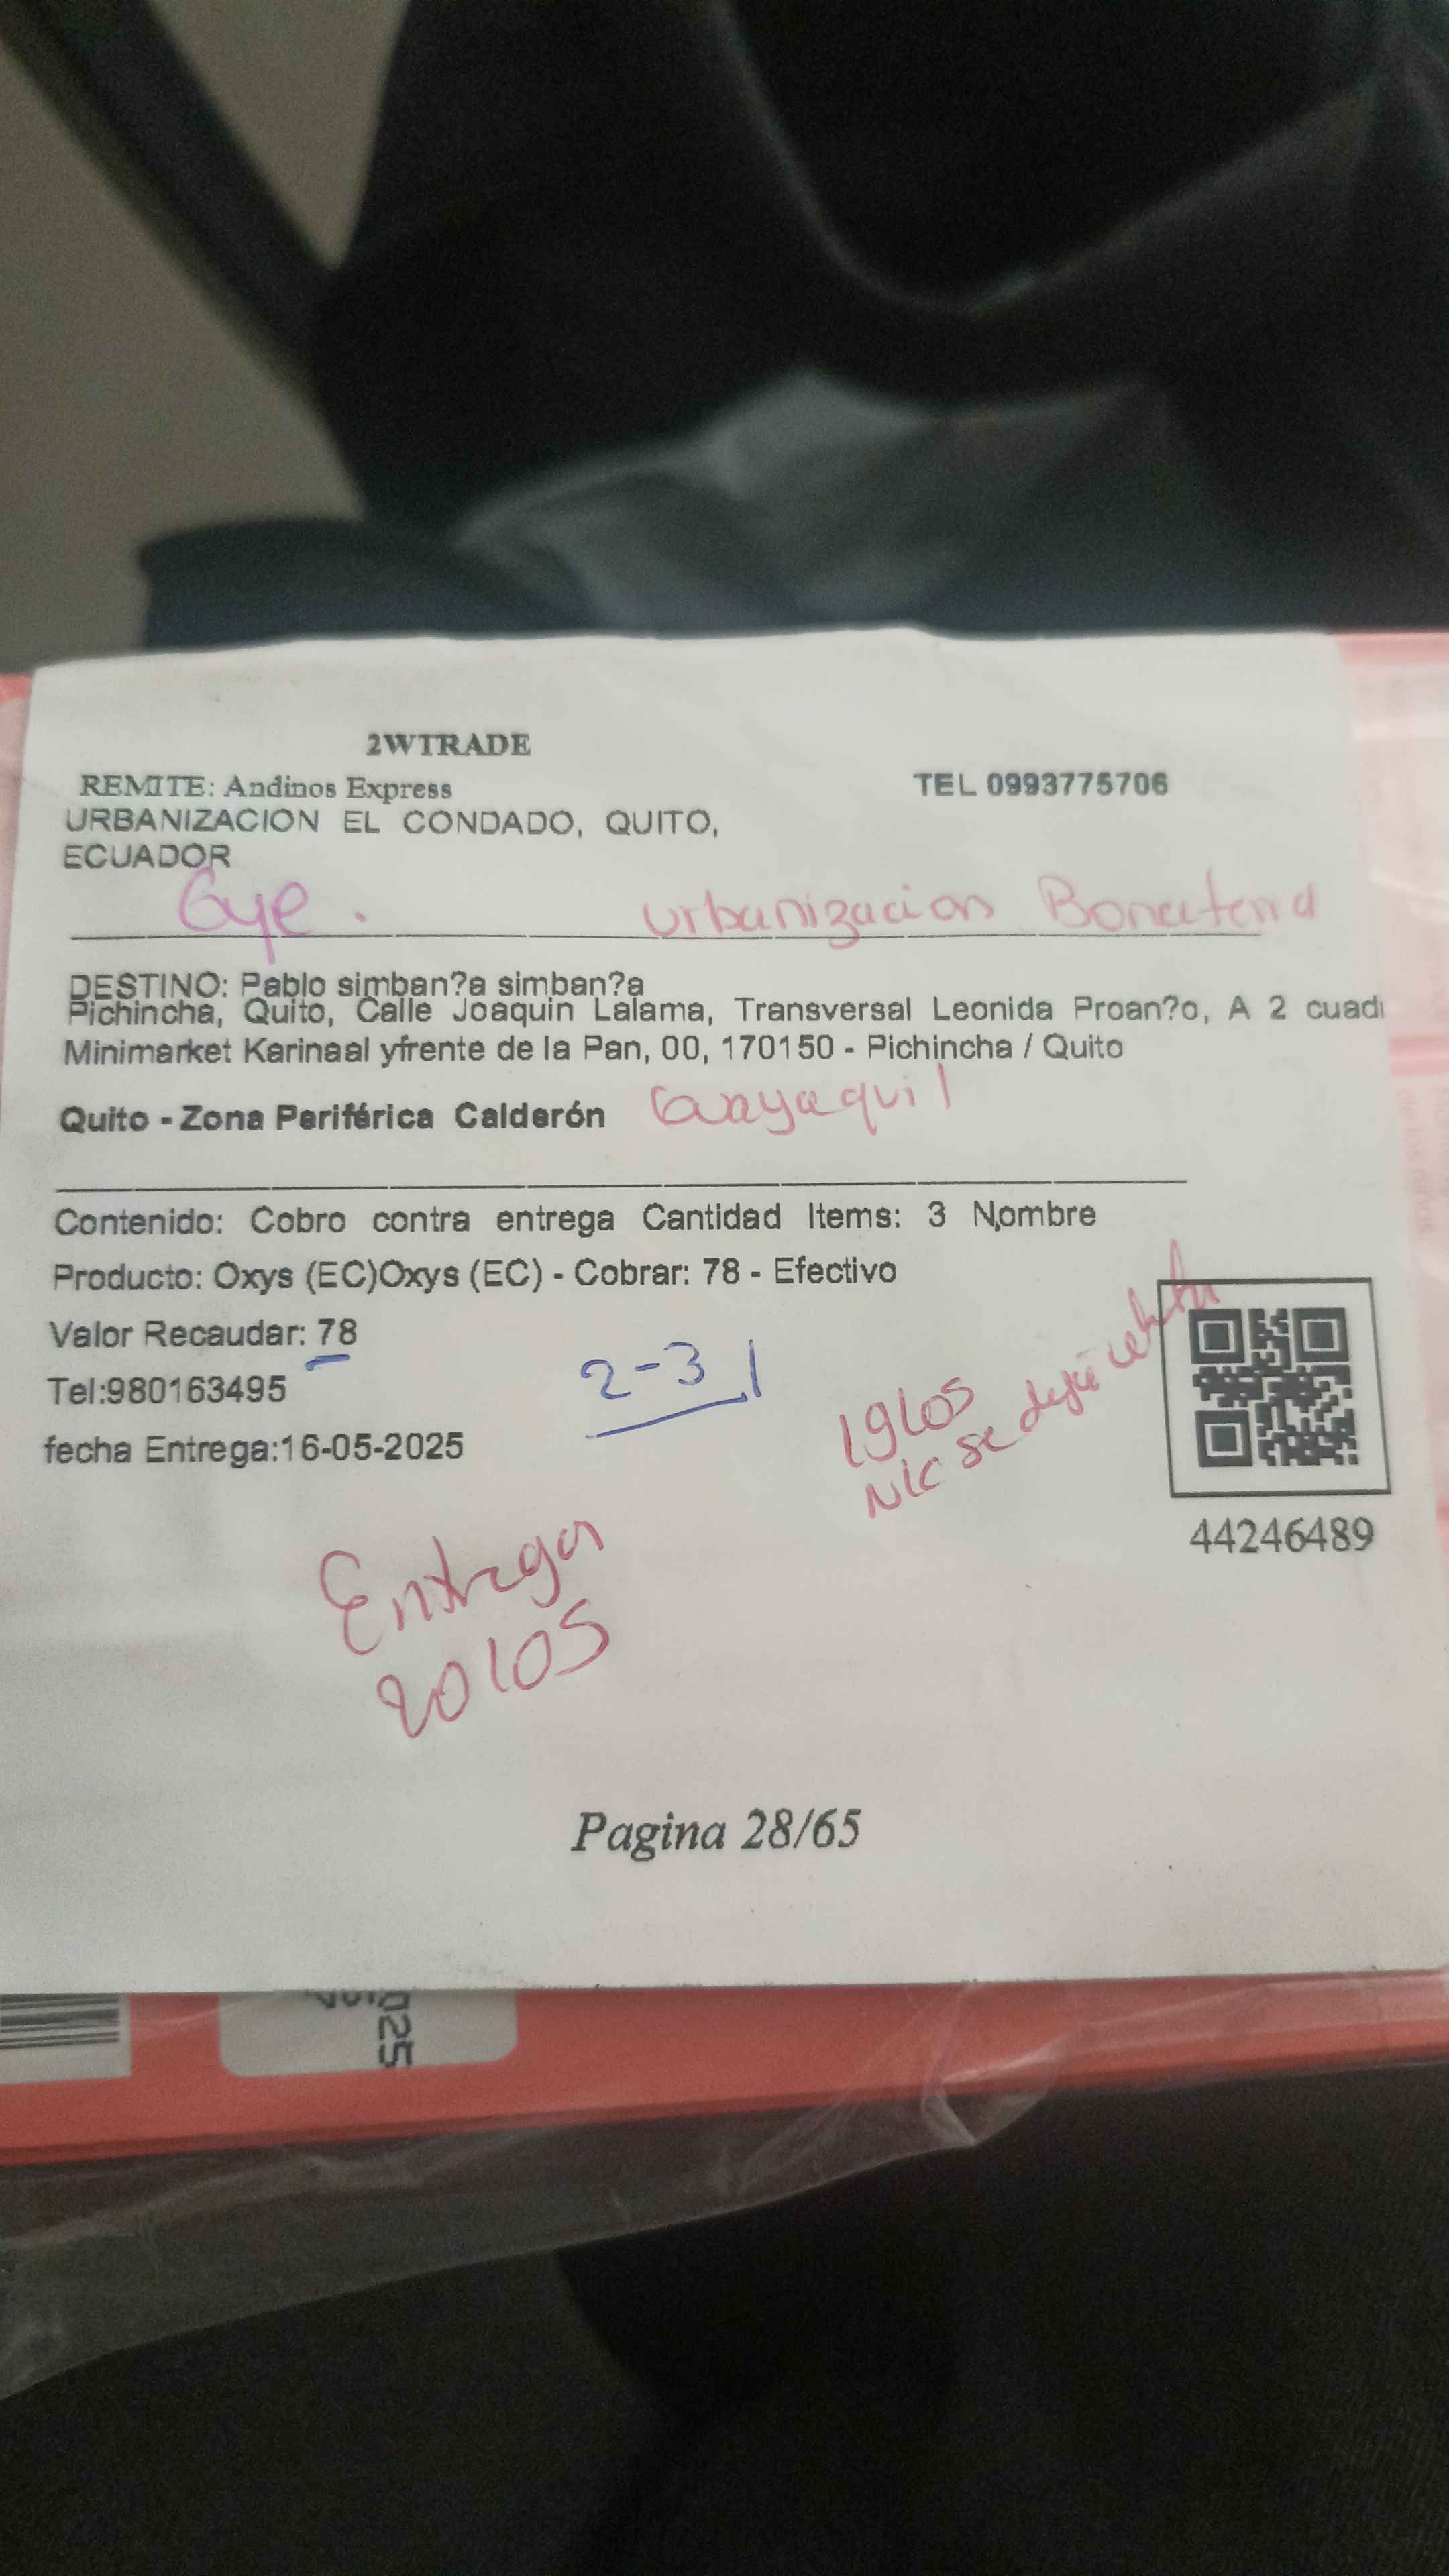 2WTRADE
REMITE: Andinos Express TEL 0993775706
URBANIZACION EL CONDADO, QUITO,
ECUADOR
Gye. urbanizacion
DESTINO: Pablo simban?a simban?a
Pichincha, Quito, Calle Joaquin Lalama, Transversal Leonida Proan?o, A 2 cuad
Minimarket Karinaal yfrente de la Pan, 00, 170150 - Pichincha / Quito
Quito - Zona Periférica Calderón Guayaquil
Contenido: Cobro contra entrega Cantidad Items: 3 Nombre
Producto: Oxys (EC)Oxys (EC) - Cobrar: 78 - Efectivo
Valor Recaudar: 78
2-3
Tel:980163495
19/05
N/C se dejó
fecha Entrega:16-05-2025
44246489
Entregar
20/05
Pagina 28/65
025